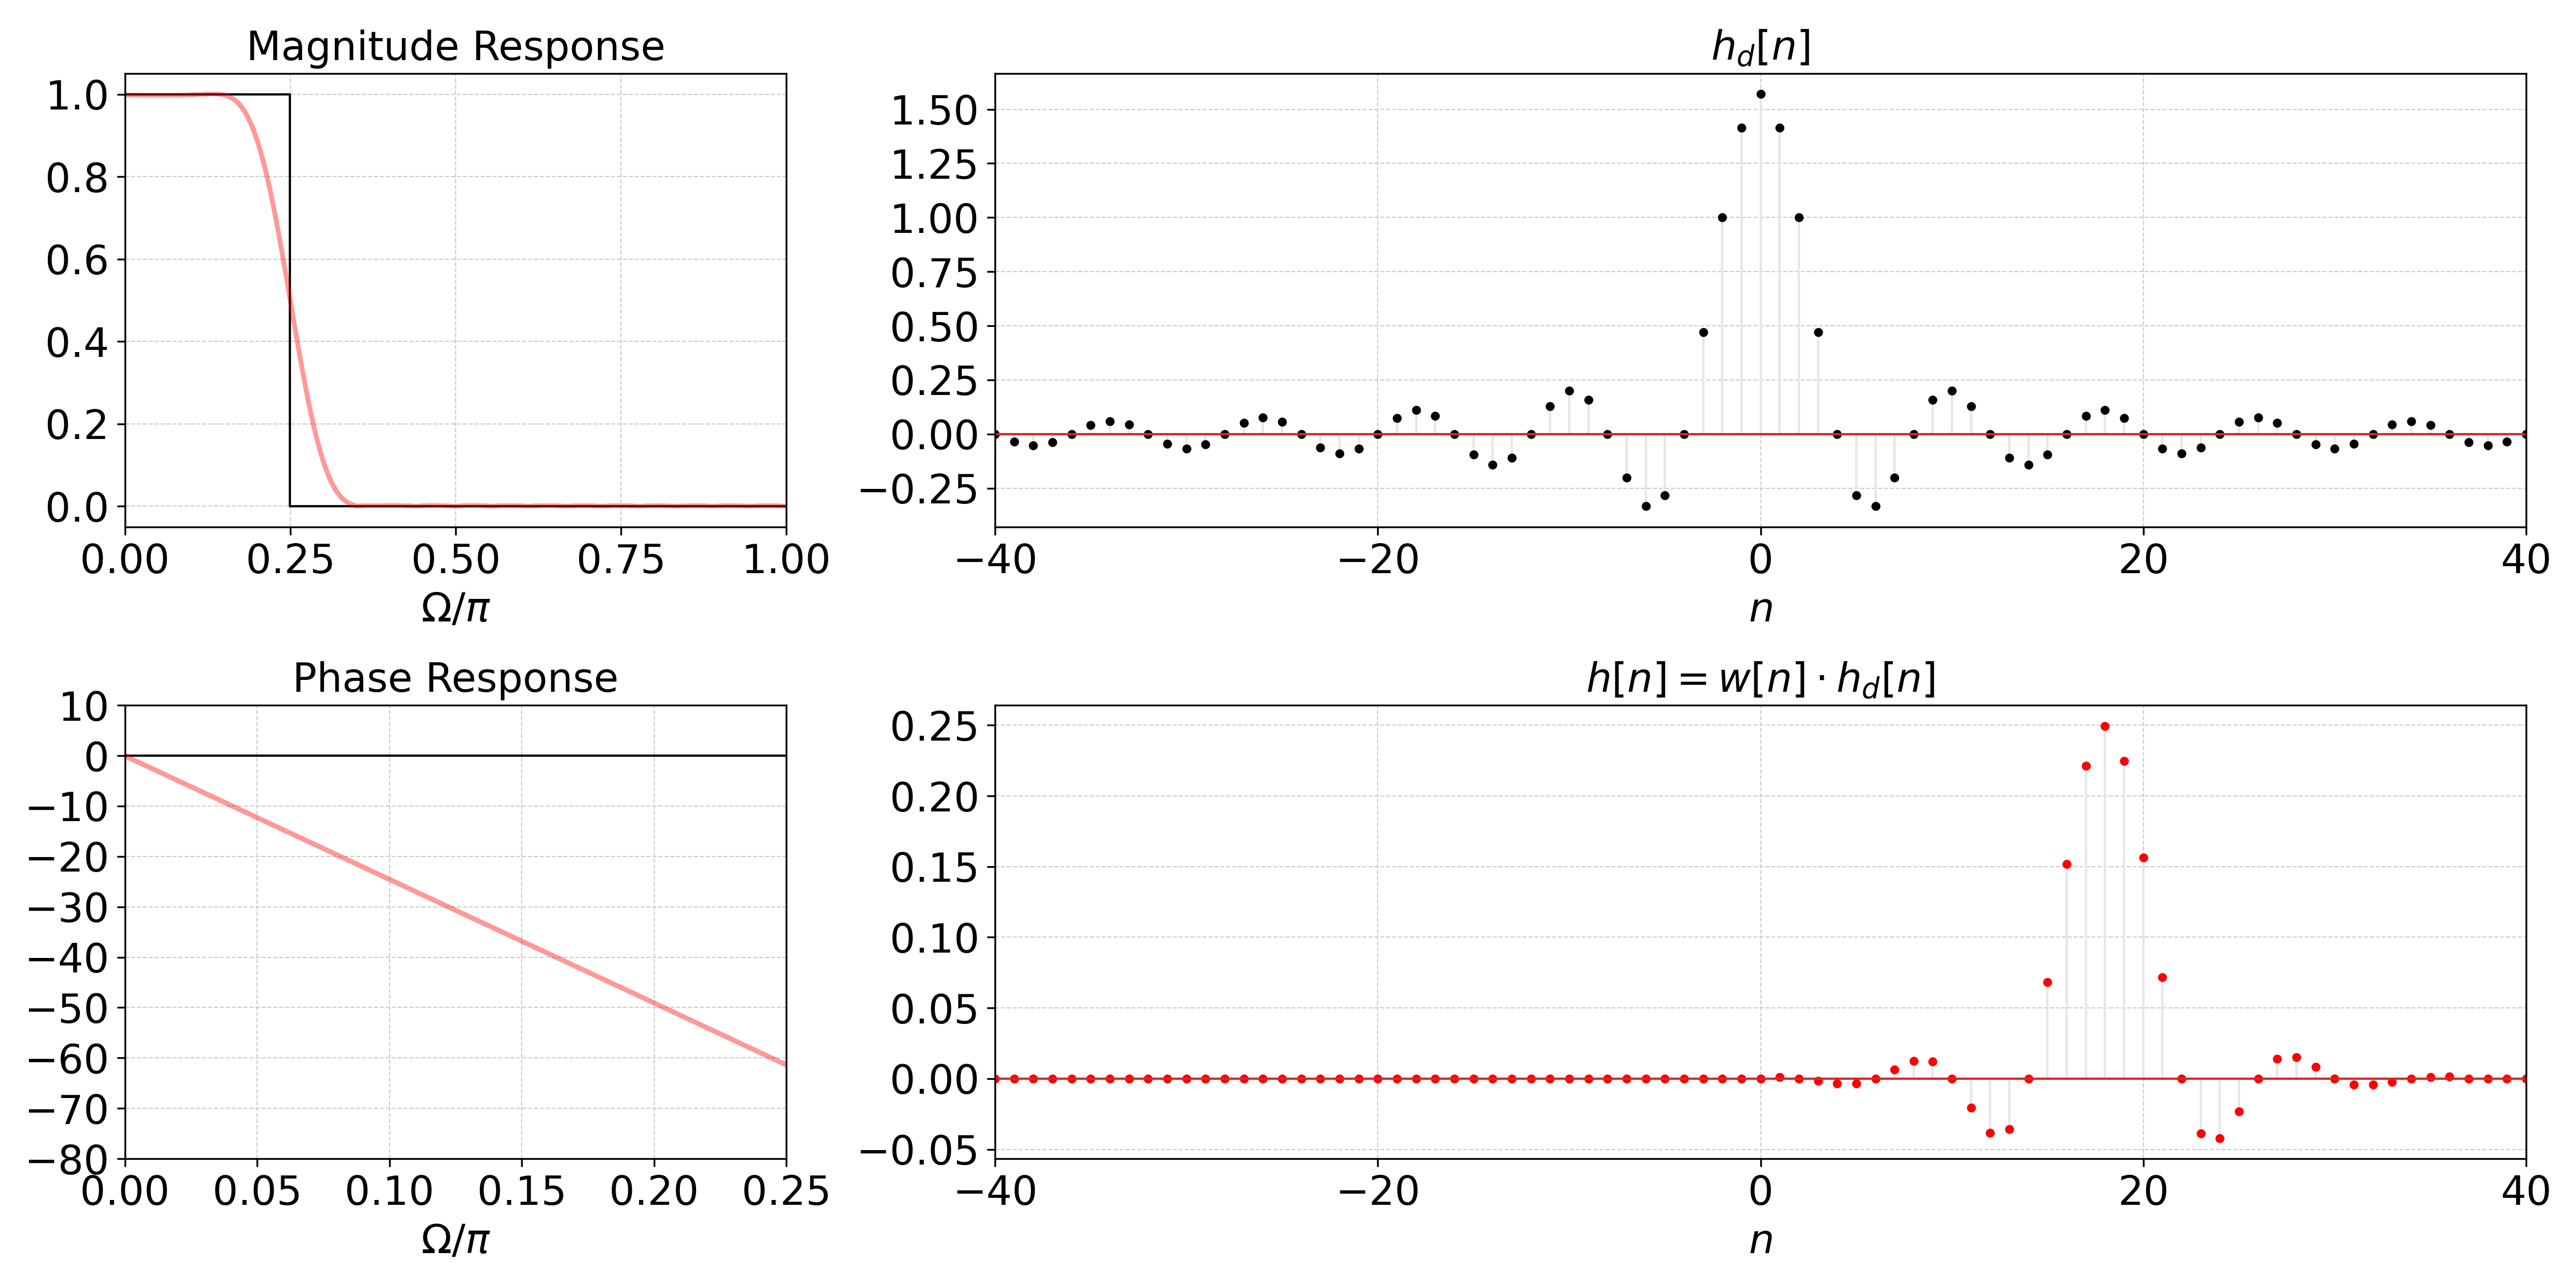 Magnitude Response
1.0
0.8
0.6
0.4
0.2
0.0
0.00 0.25 0.50 0.75 1.00
Ω/π
h_d[n]
1.50
1.25
1.00
0.75
0.50
0.25
0.00
−0.25
−40 −20 0 20 40
n
Phase Response
10
0
−10
−20
−30
−40
−50
−60
−70
−80
0.00 0.05 0.10 0.15 0.20 0.25
Ω/π
h[n] = w[n] · h_d[n]
0.25
0.20
0.15
0.10
0.05
0.00
−0.05
−40 −20 0 20 40
n